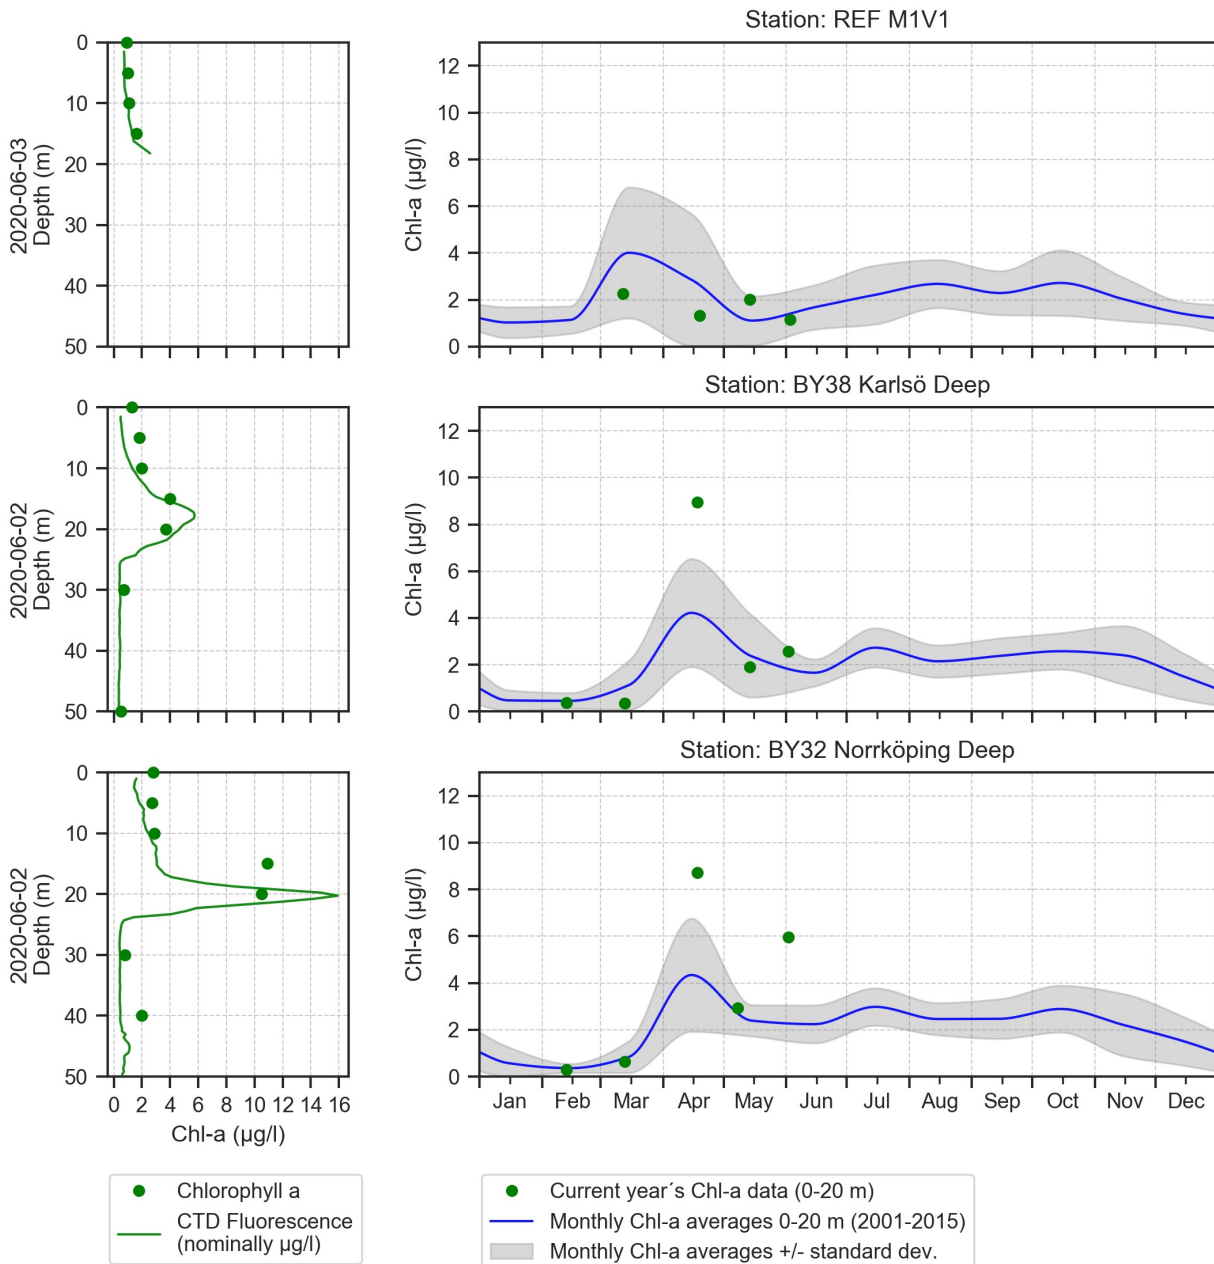 Station: REF M1V1
0
10
20
30
40
50
2020-06-03
Depth (m)
12
10
8
6
4
2
0
Chl-a (µg/l)
Station: BY38 Karlsö Deep
0
10
20
30
40
50
2020-06-02
Depth (m)
12
10
8
6
4
2
0
Chl-a (µg/l)
Station: BY32 Norrköping Deep
0
10
20
30
40
50
2020-06-02
Depth (m)
0 2 4 6 8 10 12 14 16
Chl-a (µg/l)
12
10
8
6
4
2
0
Chl-a (µg/l)
Jan Feb Mar Apr May Jun Jul Aug Sep Oct Nov Dec
Chlorophyll a
CTD Fluorescence
(nominally µg/l)
Current year´s Chl-a data (0-20 m)
Monthly Chl-a averages 0-20 m (2001-2015)
Monthly Chl-a averages +/- standard dev.